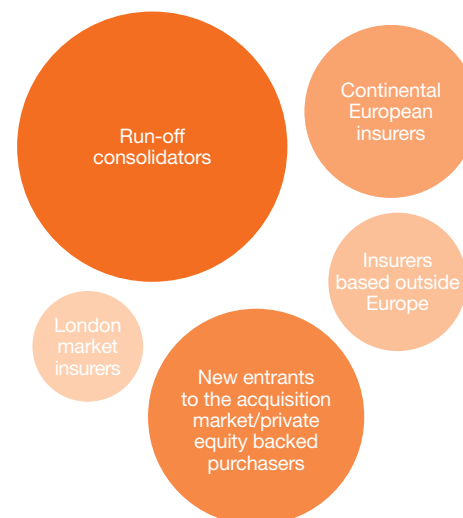 Run-off
consolidators
Continental
European
insurers
Insurers
based outside
Europe
London
market
insurers
New entrants
to the acquisition
market/private
equity backed
purchasers